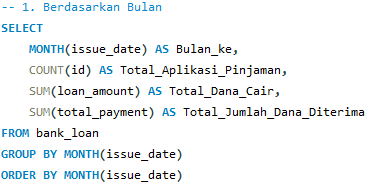 -- 1. Berdasarkan Bulan
SELECT
    MONTH(issue_date) AS Bulan_ke,
    COUNT(id) AS Total_Aplikasi_Pinjaman,
    SUM(loan_amount) AS Total_Dana_Cair,
    SUM(total_payment) AS Total_Jumlah_Dana_Diterima
FROM bank_loan
GROUP BY MONTH(issue_date)
ORDER BY MONTH(issue_date)